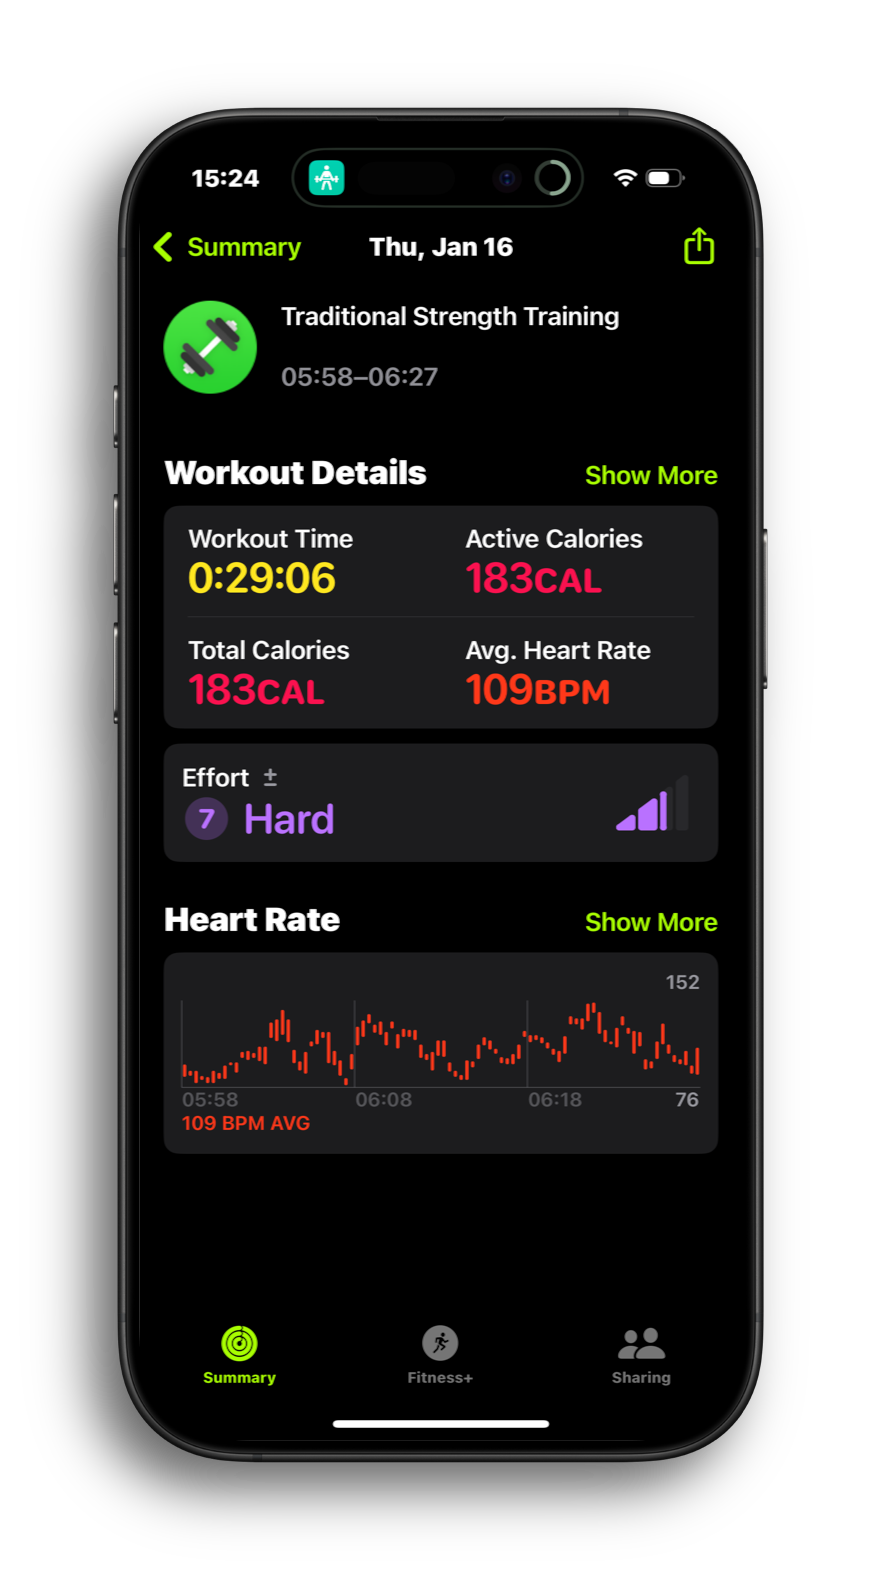 15:24
Summary
Thu, Jan 16
Traditional Strength Training
05:58–06:27
Workout Details
Show More
Workout Time
Active Calories
0:29:06
183CAL
Total Calories
Avg. Heart Rate
183CAL
109BPM
Effort ±
7 Hard
Heart Rate
Show More
152
05:58
06:08
06:18
76
109 BPM AVG
Summary
Fitness+
Sharing